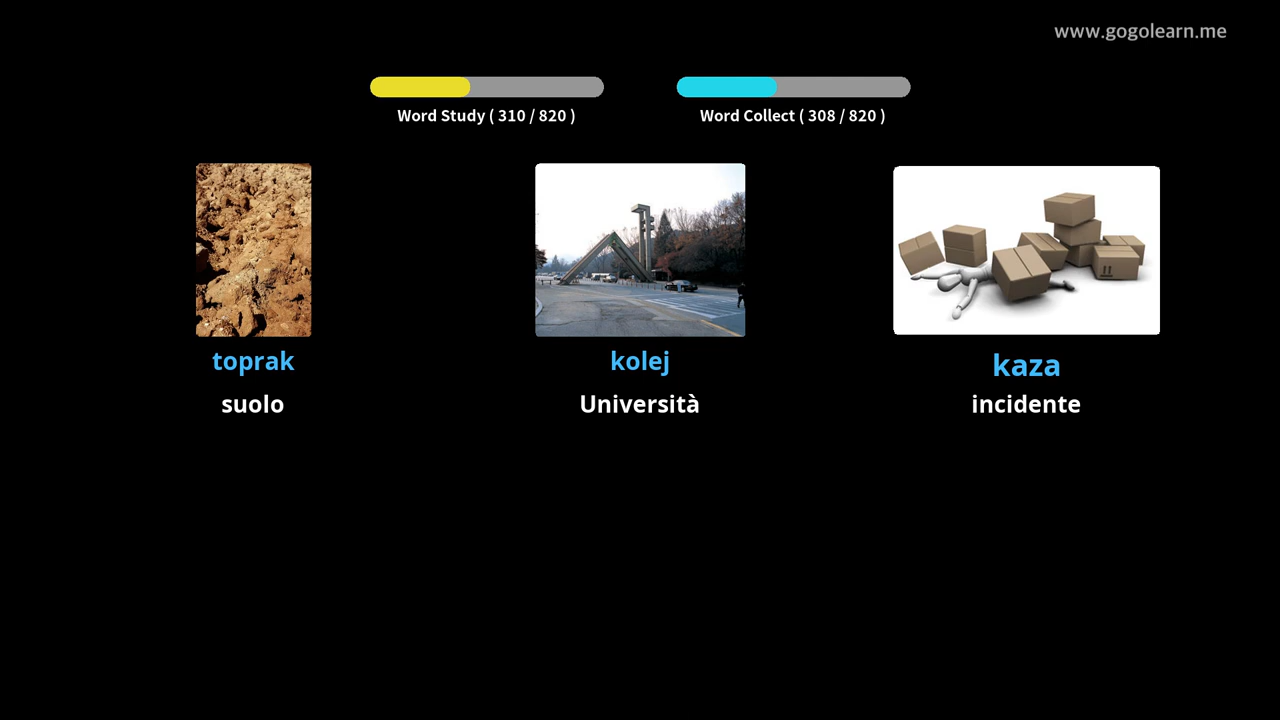 www.gogolearn.me
Word Study ( 310 / 820 )
Word Collect ( 308 / 820 )
toprak
kolej
kaza
suolo
Università
incidente